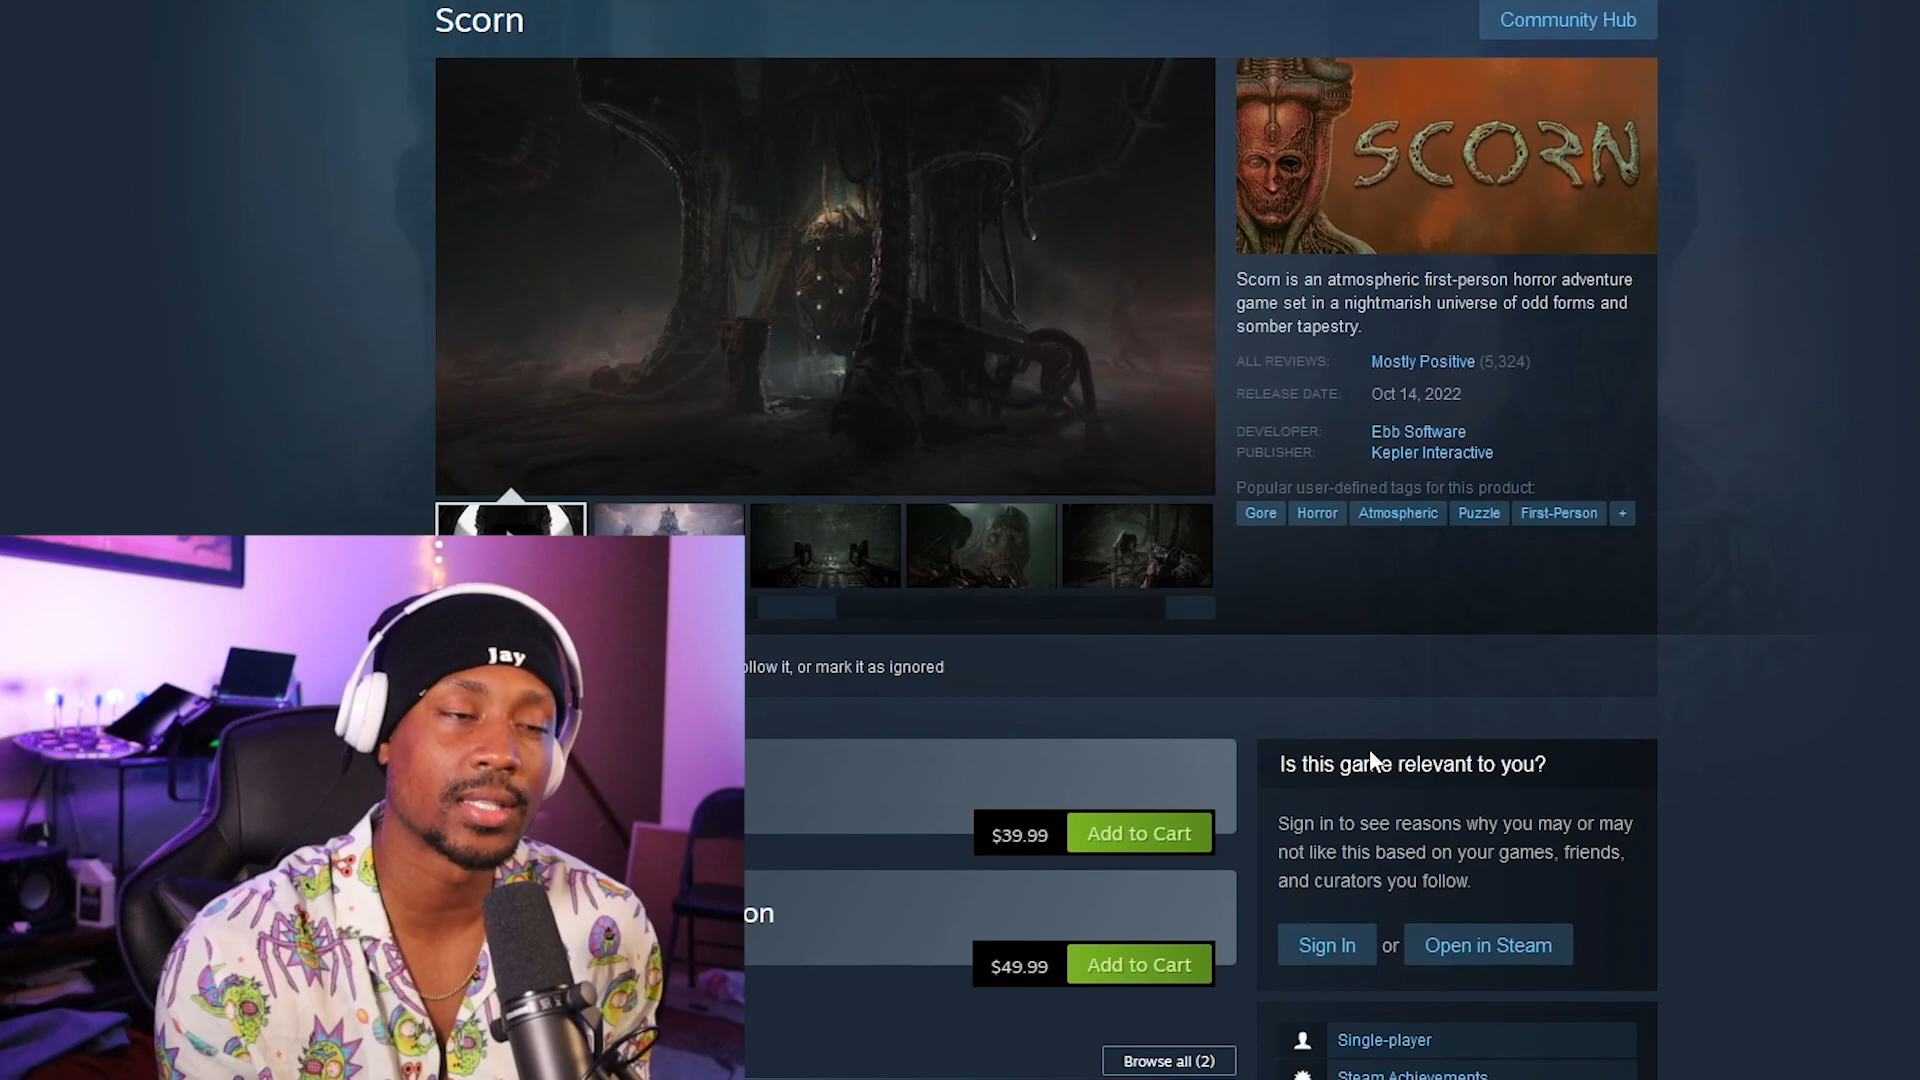 Scorn
Community Hub
SCORN
Scorn is an atmospheric first-person horror adventure
game set in a nightmarish universe of odd forms and
somber tapestry.
ALL REVIEWS: Mostly Positive (5,324)
RELEASE DATE: Oct 14, 2022
DEVELOPER: Ebb Software
PUBLISHER: Kepler Interactive
Popular user-defined tags for this product:
Gore Horror Atmospheric Puzzle First-Person +
ollow it, or mark it as ignored
Jay
$39.99 Add to Cart
on
$49.99 Add to Cart
Browse all (2)
Is this game relevant to you?
Sign in to see reasons why you may or may
not like this based on your games, friends,
and curators you follow.
Sign In or Open in Steam
Single-player
Steam Achievements